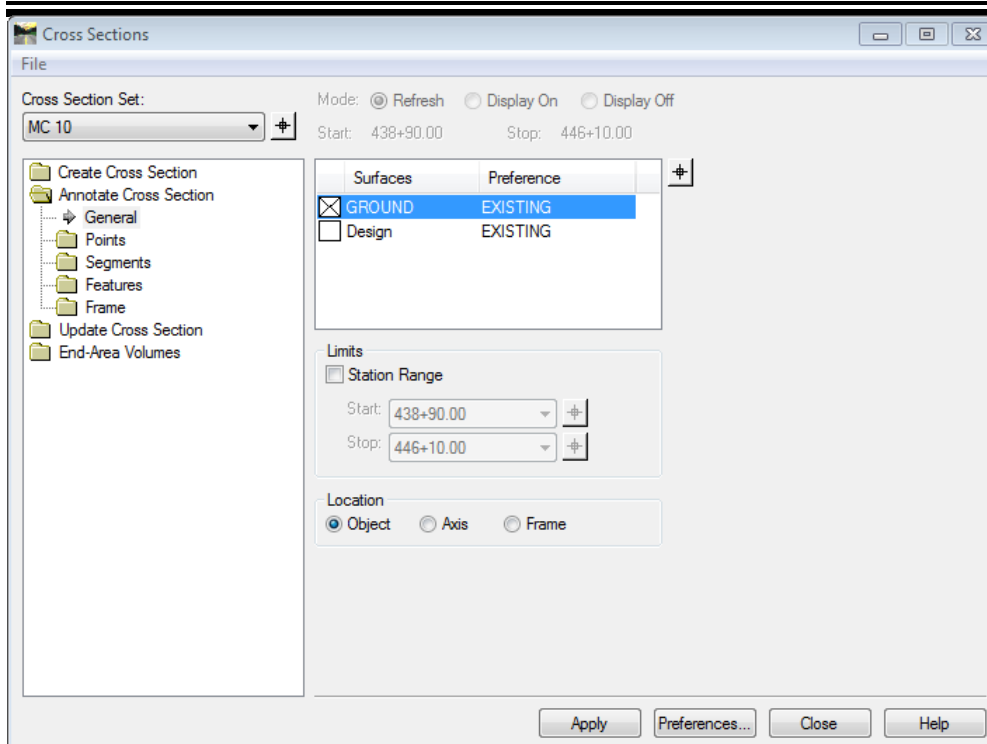 Cross Sections
File
Cross Section Set:
MC 10
Mode: Refresh Display On Display Off
Start: 438+90.00 Stop: 446+10.00
Create Cross Section
Annotate Cross Section
General
Points
Segments
Features
Frame
Update Cross Section
End-Area Volumes
Surfaces Preference
GROUND EXISTING
Design EXISTING
Limits
Station Range
Start: 438+90.00
Stop: 446+10.00
Location
Object Axis Frame
Apply Preferences... Close Help